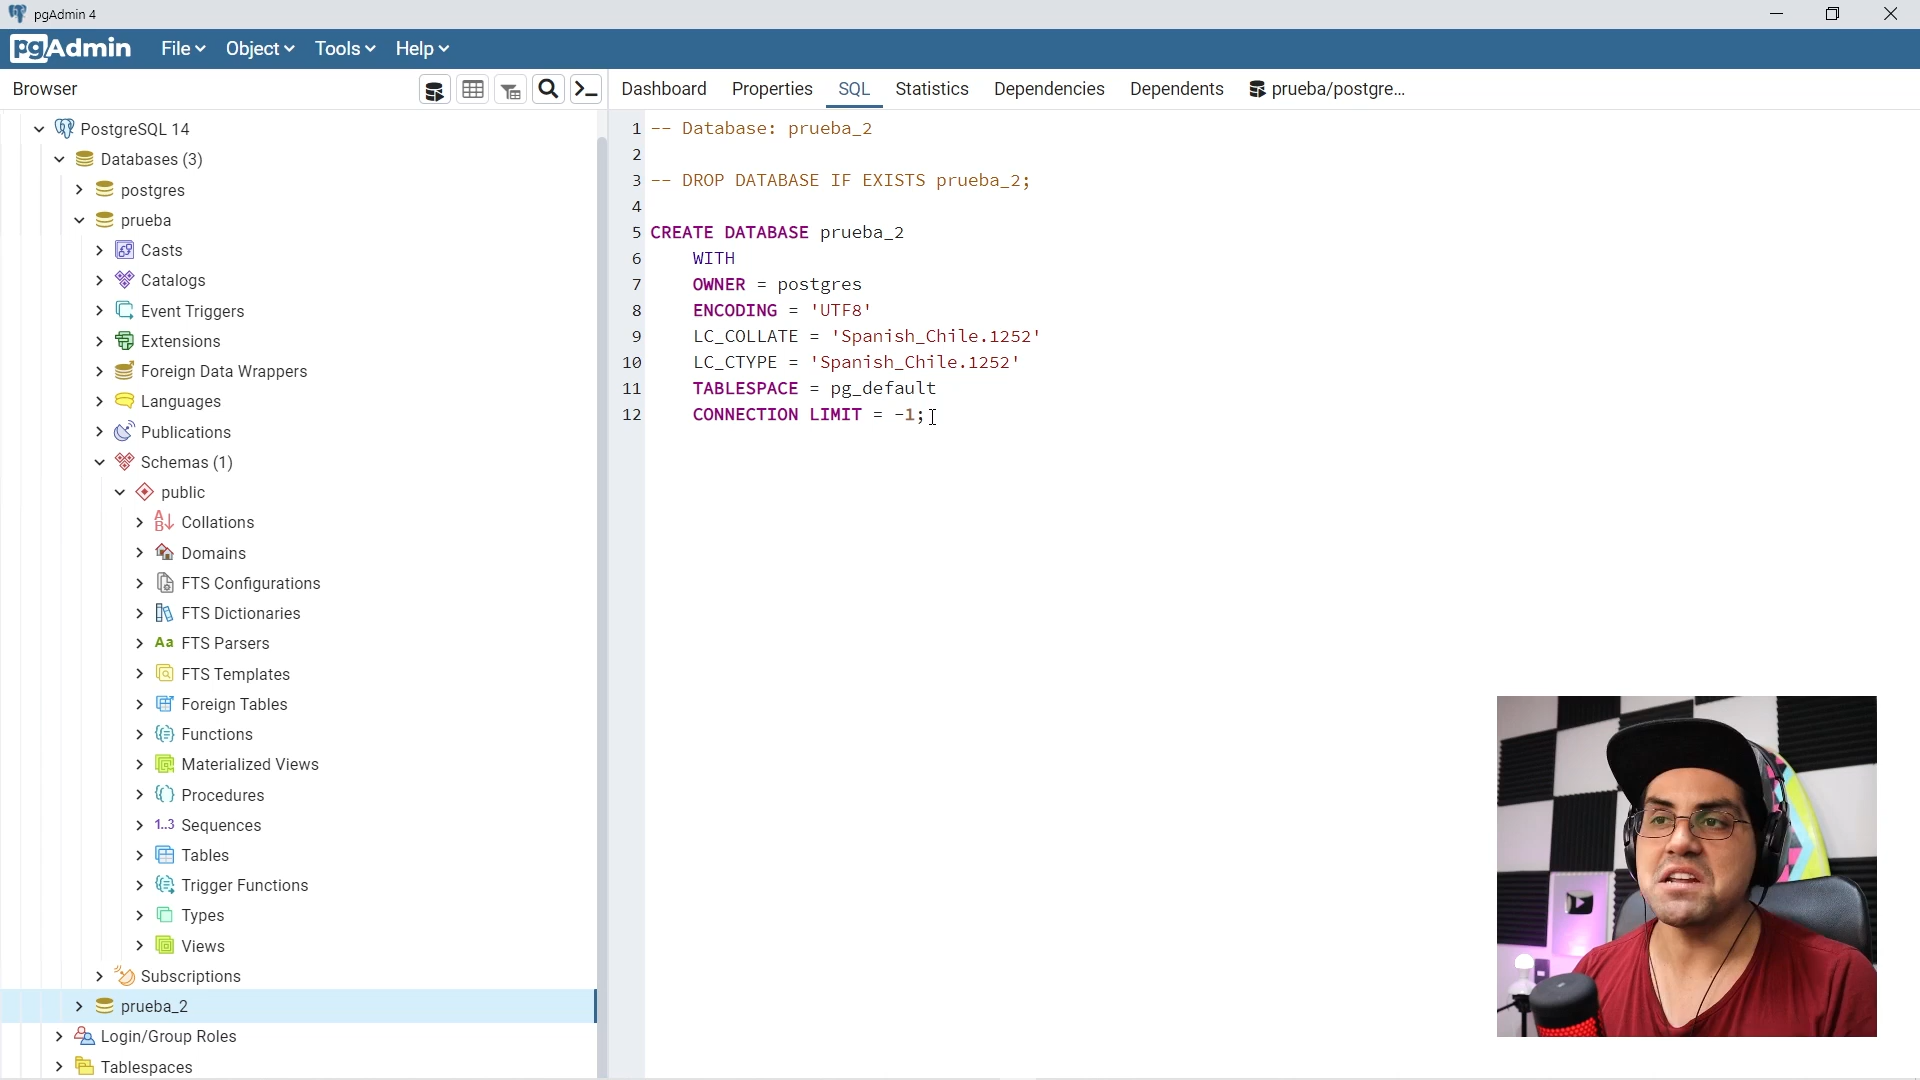 pgAdmin 4
pgAdmin File Object Tools Help
Browser
Dashboard Properties SQL Statistics Dependencies Dependents prueba/postgre...
PostgreSQL 14
Databases (3)
postgres
prueba
Casts
Catalogs
Event Triggers
Extensions
Foreign Data Wrappers
Languages
Publications
Schemas (1)
public
Collations
Domains
FTS Configurations
FTS Dictionaries
Aa FTS Parsers
FTS Templates
Foreign Tables
Functions
Materialized Views
Procedures
1..3 Sequences
Tables
Trigger Functions
Types
Views
Subscriptions
prueba_2
Login/Group Roles
Tablespaces
1 -- Database: prueba_2
2
3 -- DROP DATABASE IF EXISTS prueba_2;
4
5 CREATE DATABASE prueba_2
6 WITH
7 OWNER = postgres
8 ENCODING = 'UTF8'
9 LC_COLLATE = 'Spanish_Chile.1252'
10 LC_CTYPE = 'Spanish_Chile.1252'
11 TABLESPACE = pg_default
12 CONNECTION LIMIT = -1;